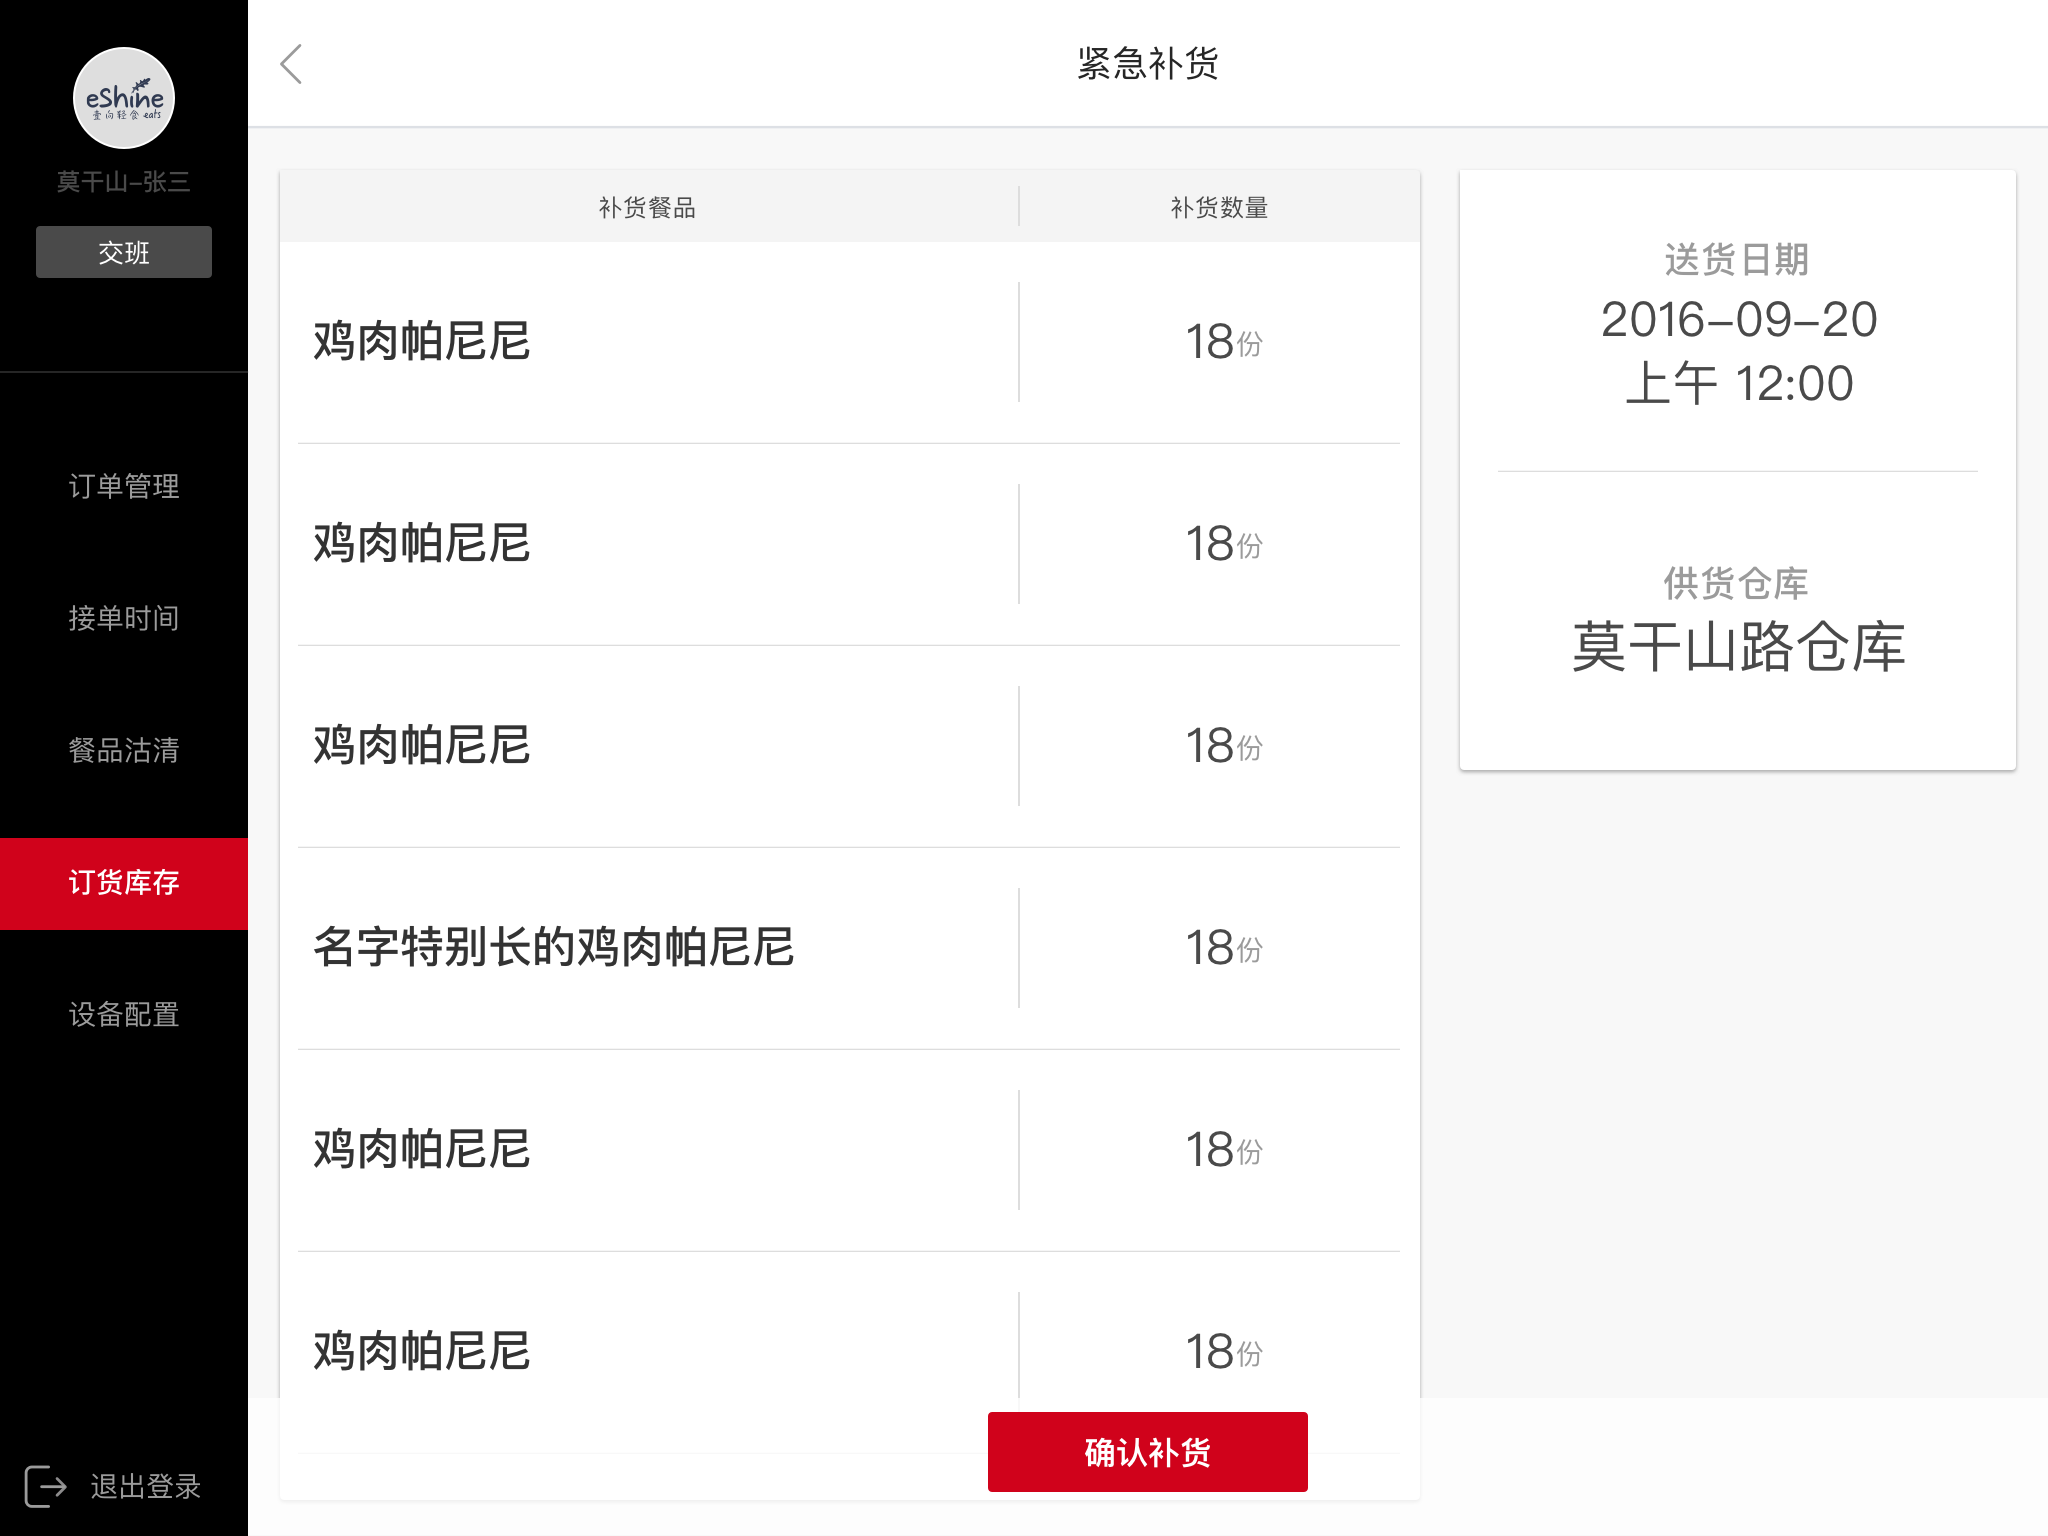 eShine
壹向轻食 eats
莫干山-张三
交班
订单管理
接单时间
餐品沽清
订货库存
设备配置
退出登录
紧急补货
补货餐品 补货数量
鸡肉帕尼尼 18份
鸡肉帕尼尼 18份
鸡肉帕尼尼 18份
名字特别长的鸡肉帕尼尼 18份
鸡肉帕尼尼 18份
鸡肉帕尼尼 18份
确认补货
送货日期
2016-09-20
上午 12:00
供货仓库
莫干山路仓库